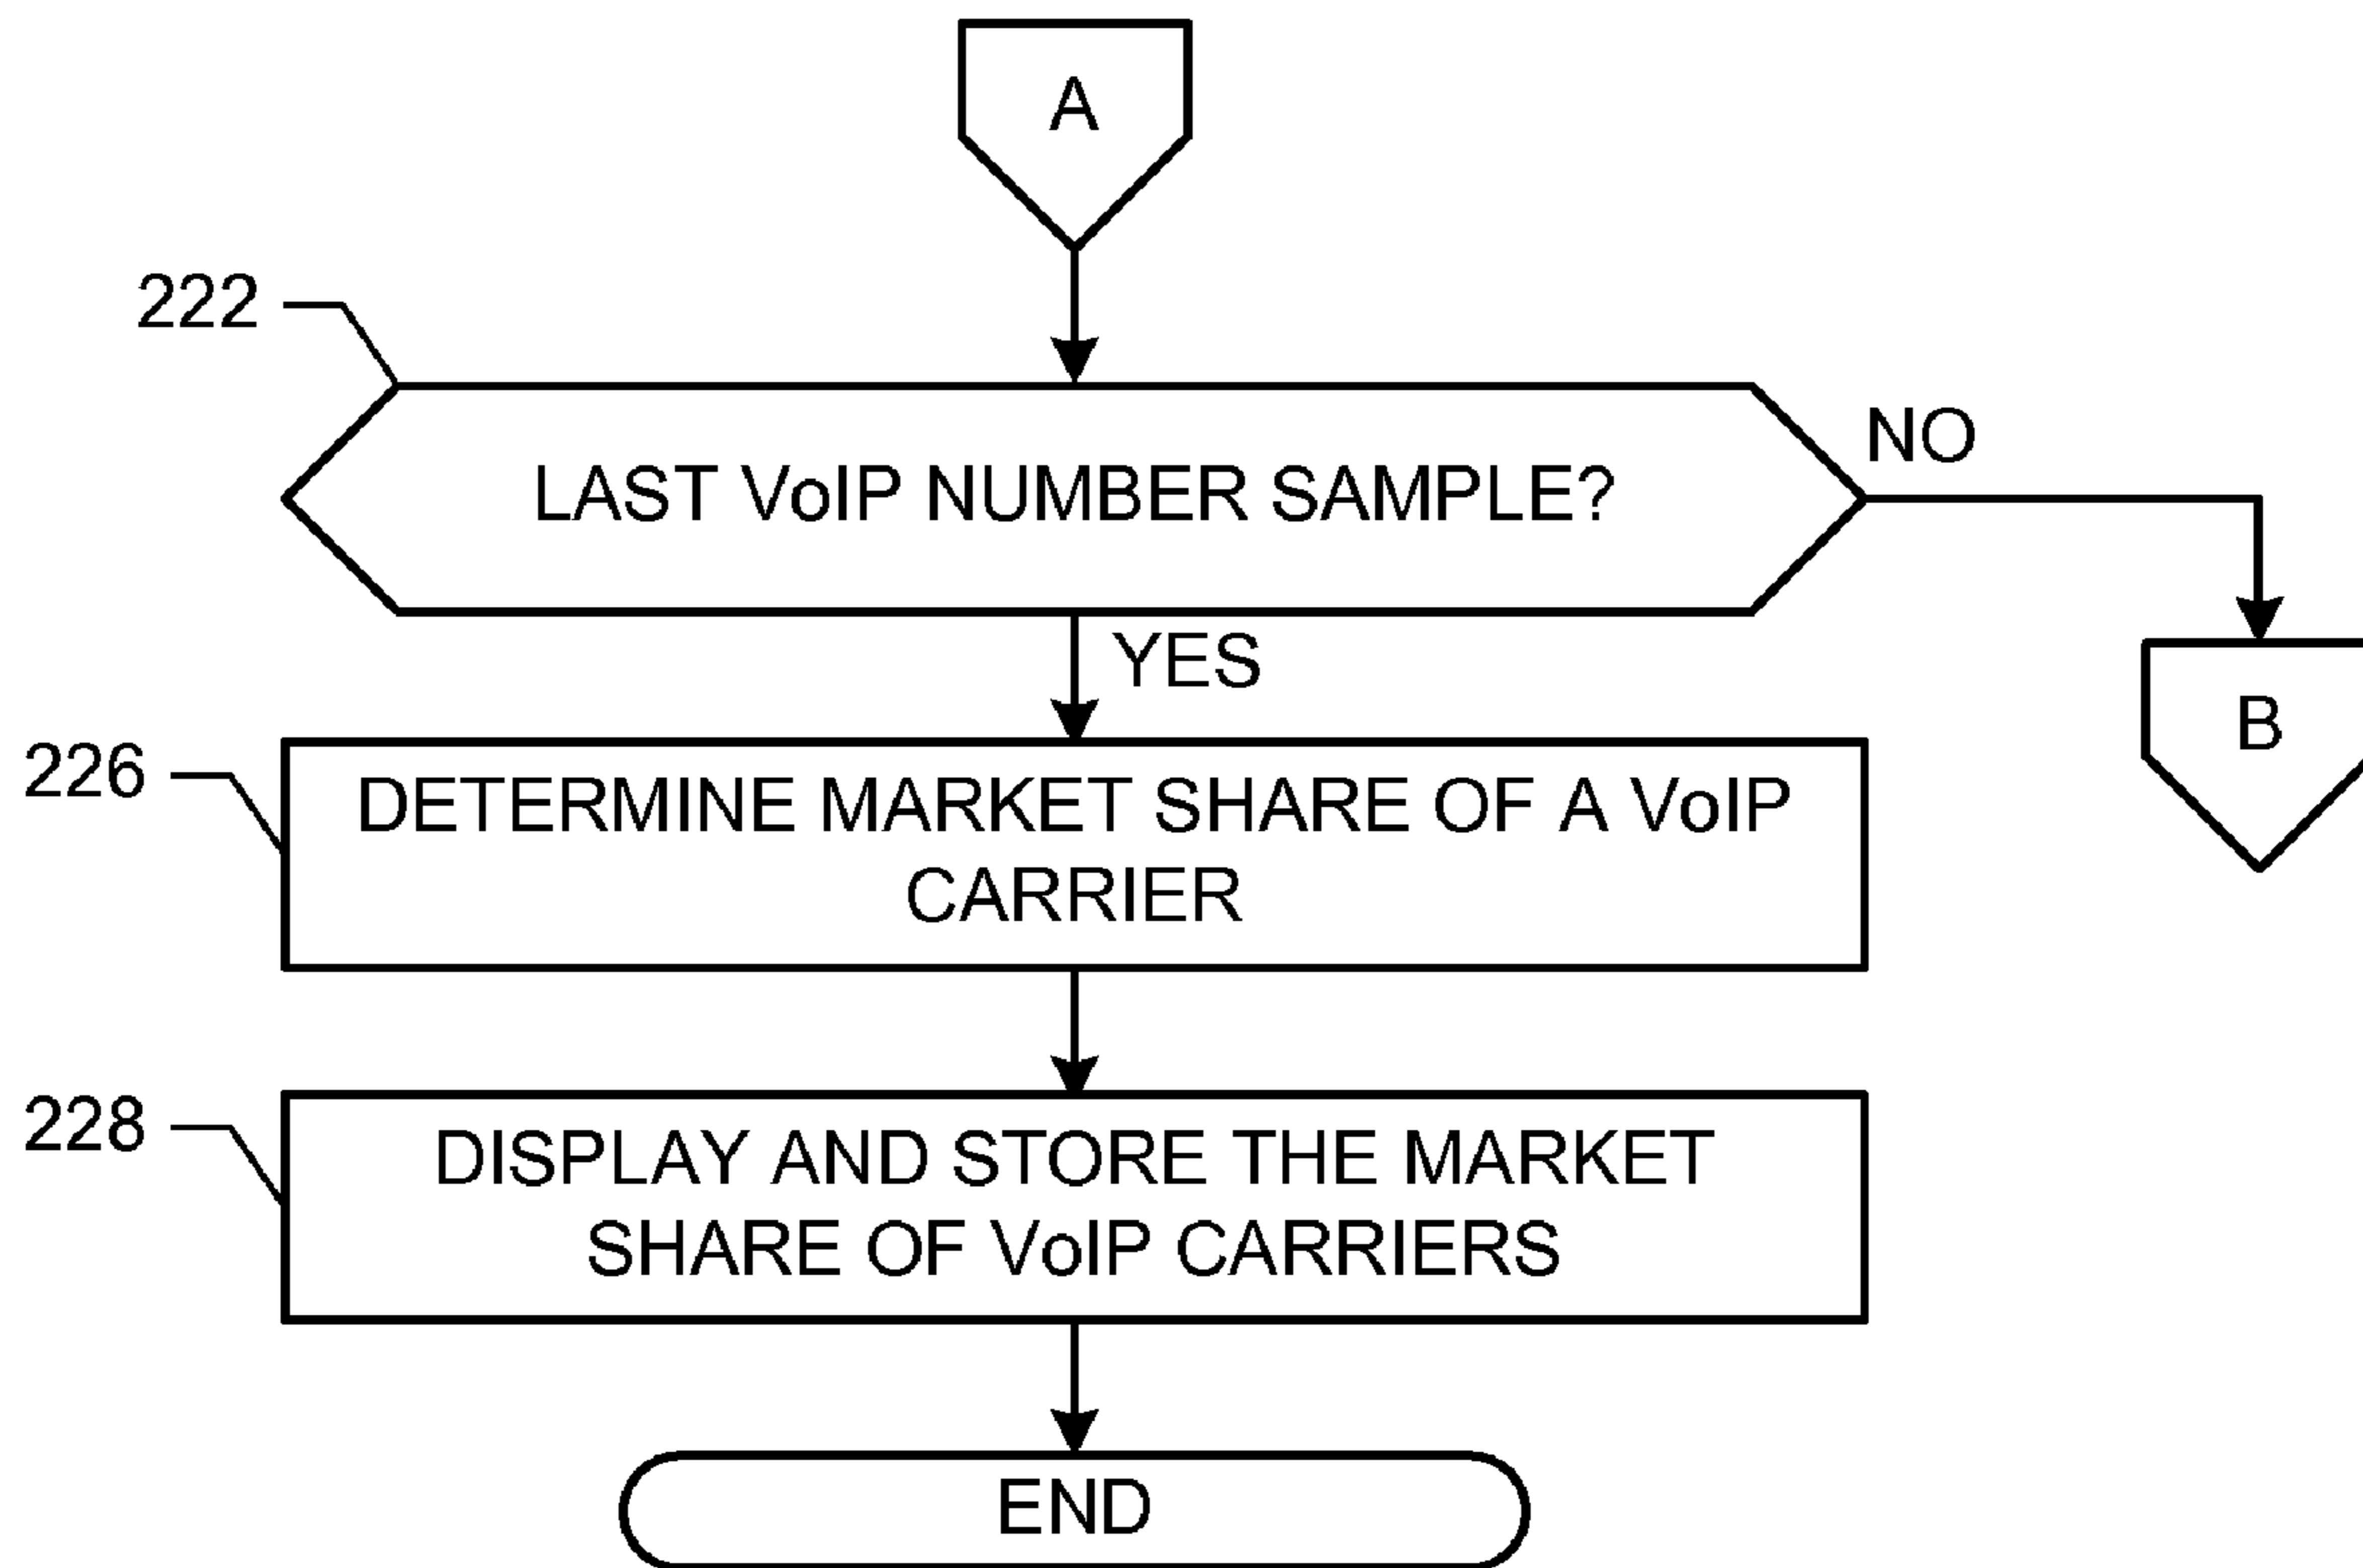 A
222
LAST VoIP NUMBER SAMPLE?
NO
YES
B
226
DETERMINE MARKET SHARE OF A VoIP
CARRIER
228
DISPLAY AND STORE THE MARKET
SHARE OF VoIP CARRIERS
END